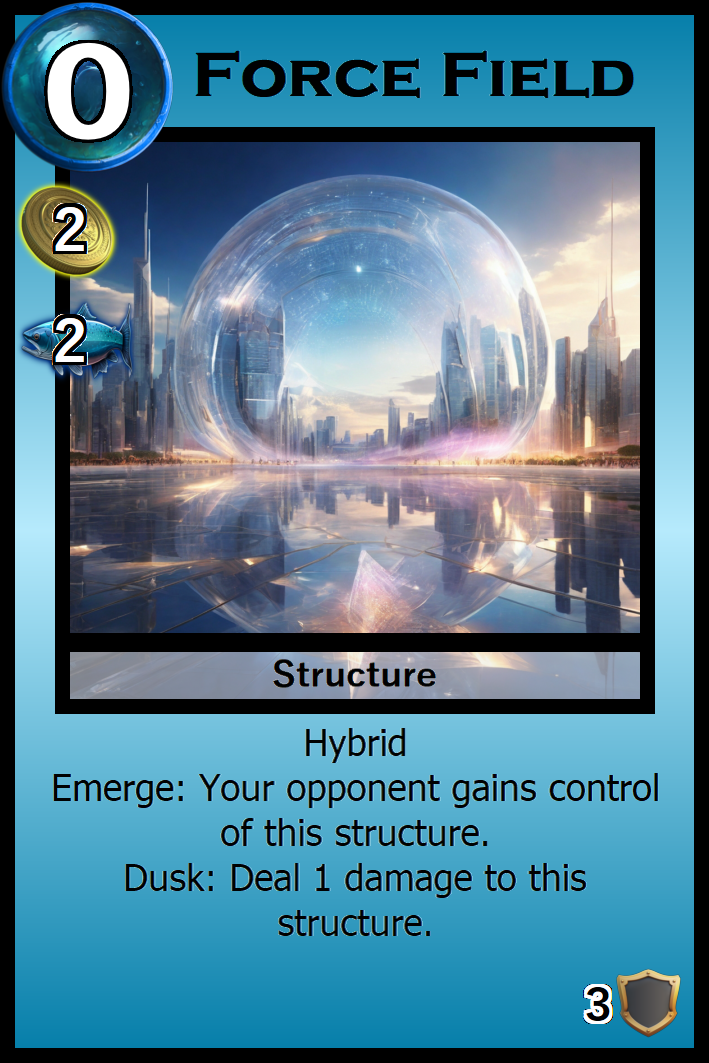 0
FORCE FIELD
2
2
Structure
Hybrid
Emerge: Your opponent gains control
of this structure.
Dusk: Deal 1 damage to this
structure.
3